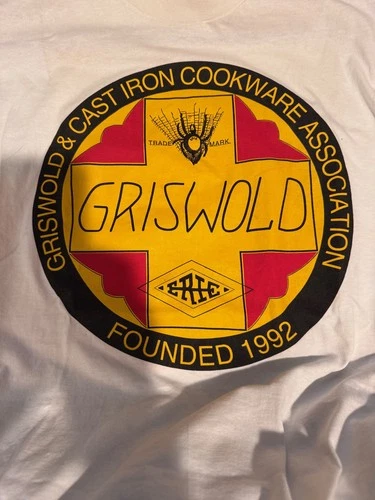 GRISWOLD & CAST IRON COOKWARE ASSOCIATION
TRADE MARK
GRISWOLD
ERIE
FOUNDED 1992